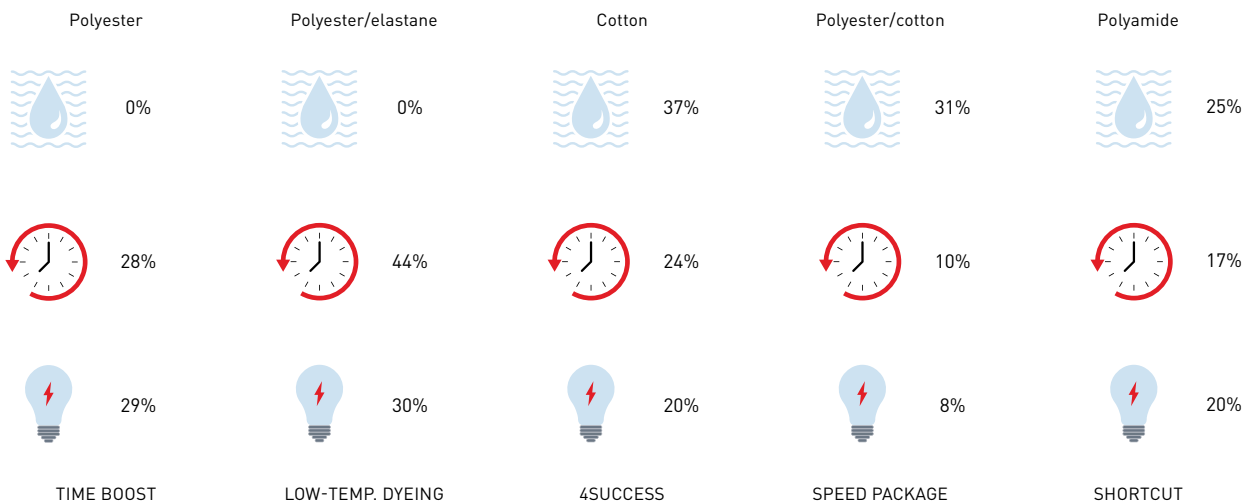 Polyester Polyester/elastane Cotton Polyester/cotton Polyamide
0% 0% 37% 31% 25%
28% 44% 24% 10% 17%
29% 30% 20% 8% 20%
TIME BOOST LOW-TEMP. DYEING 4SUCCESS SPEED PACKAGE SHORTCUT